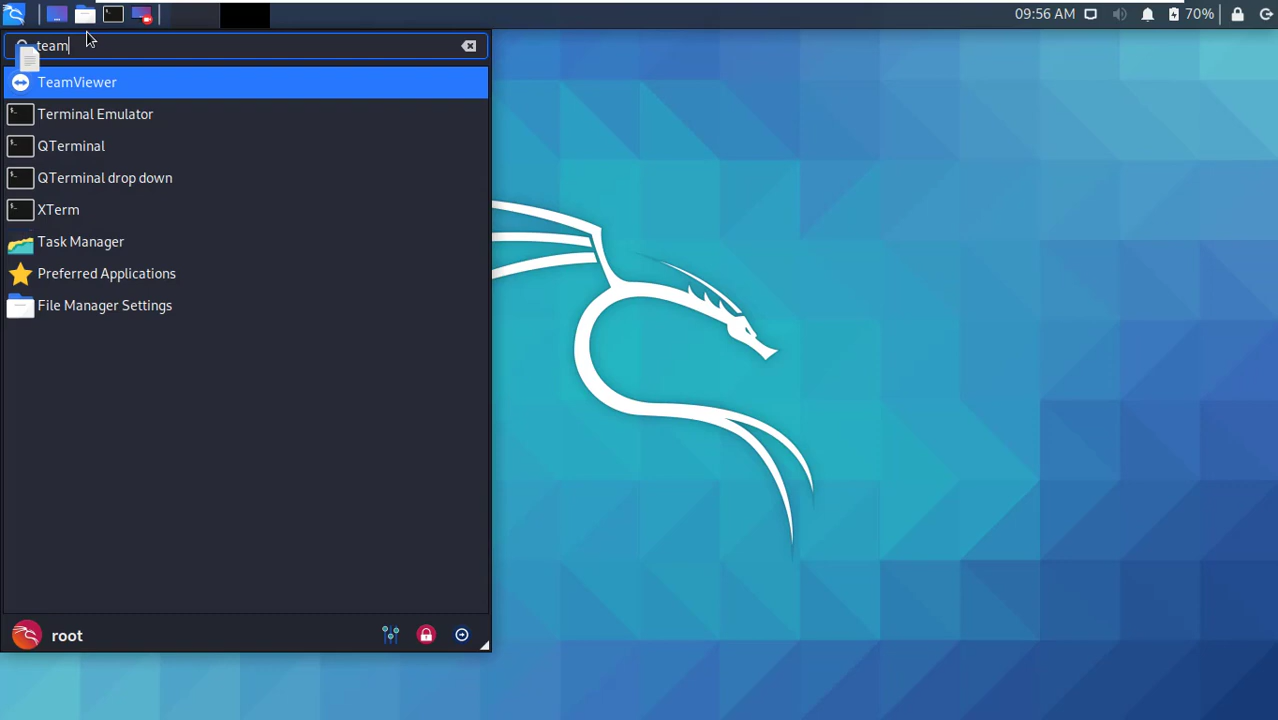 09:56 AM 70%
team
TeamViewer
Terminal Emulator
QTerminal
QTerminal drop down
XTerm
Task Manager
Preferred Applications
File Manager Settings
root